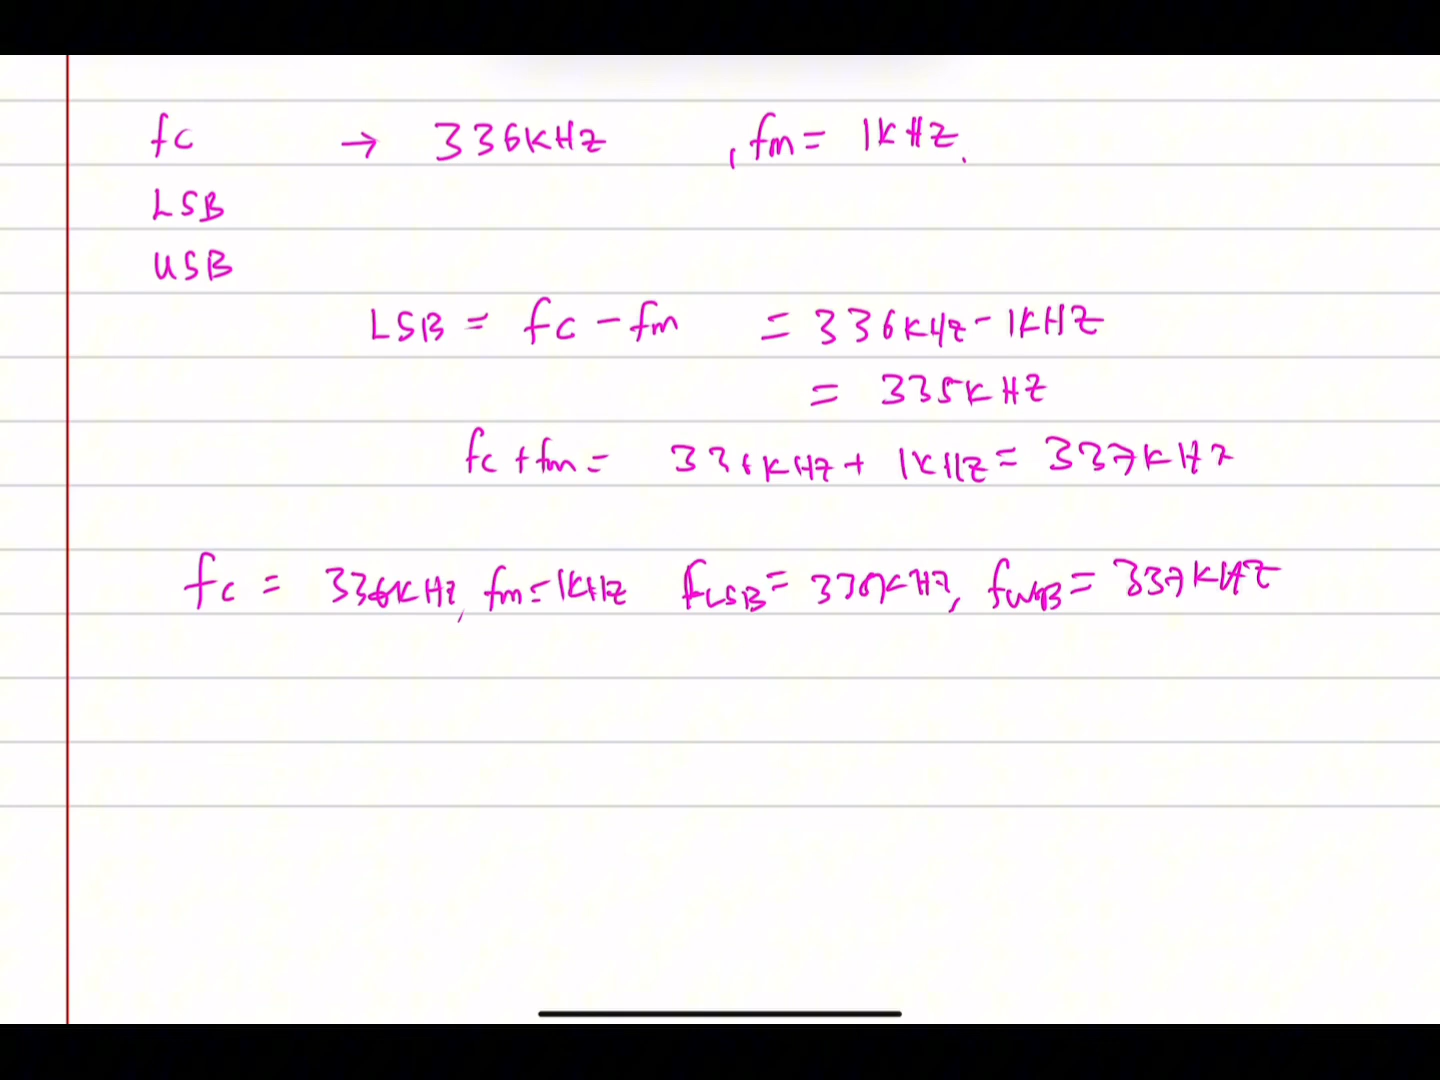 fc → 336KHz , fm = 1KHZ.
LSB
USB
LSB = fc - fm = 336KHz - 1KHZ
= 335KHZ
fc + fm = 336KHz + 1KHz = 337KHz
fc = 336KHz, fm = 1KHz FLSB = 335KHz, fUSB = 337KHZ